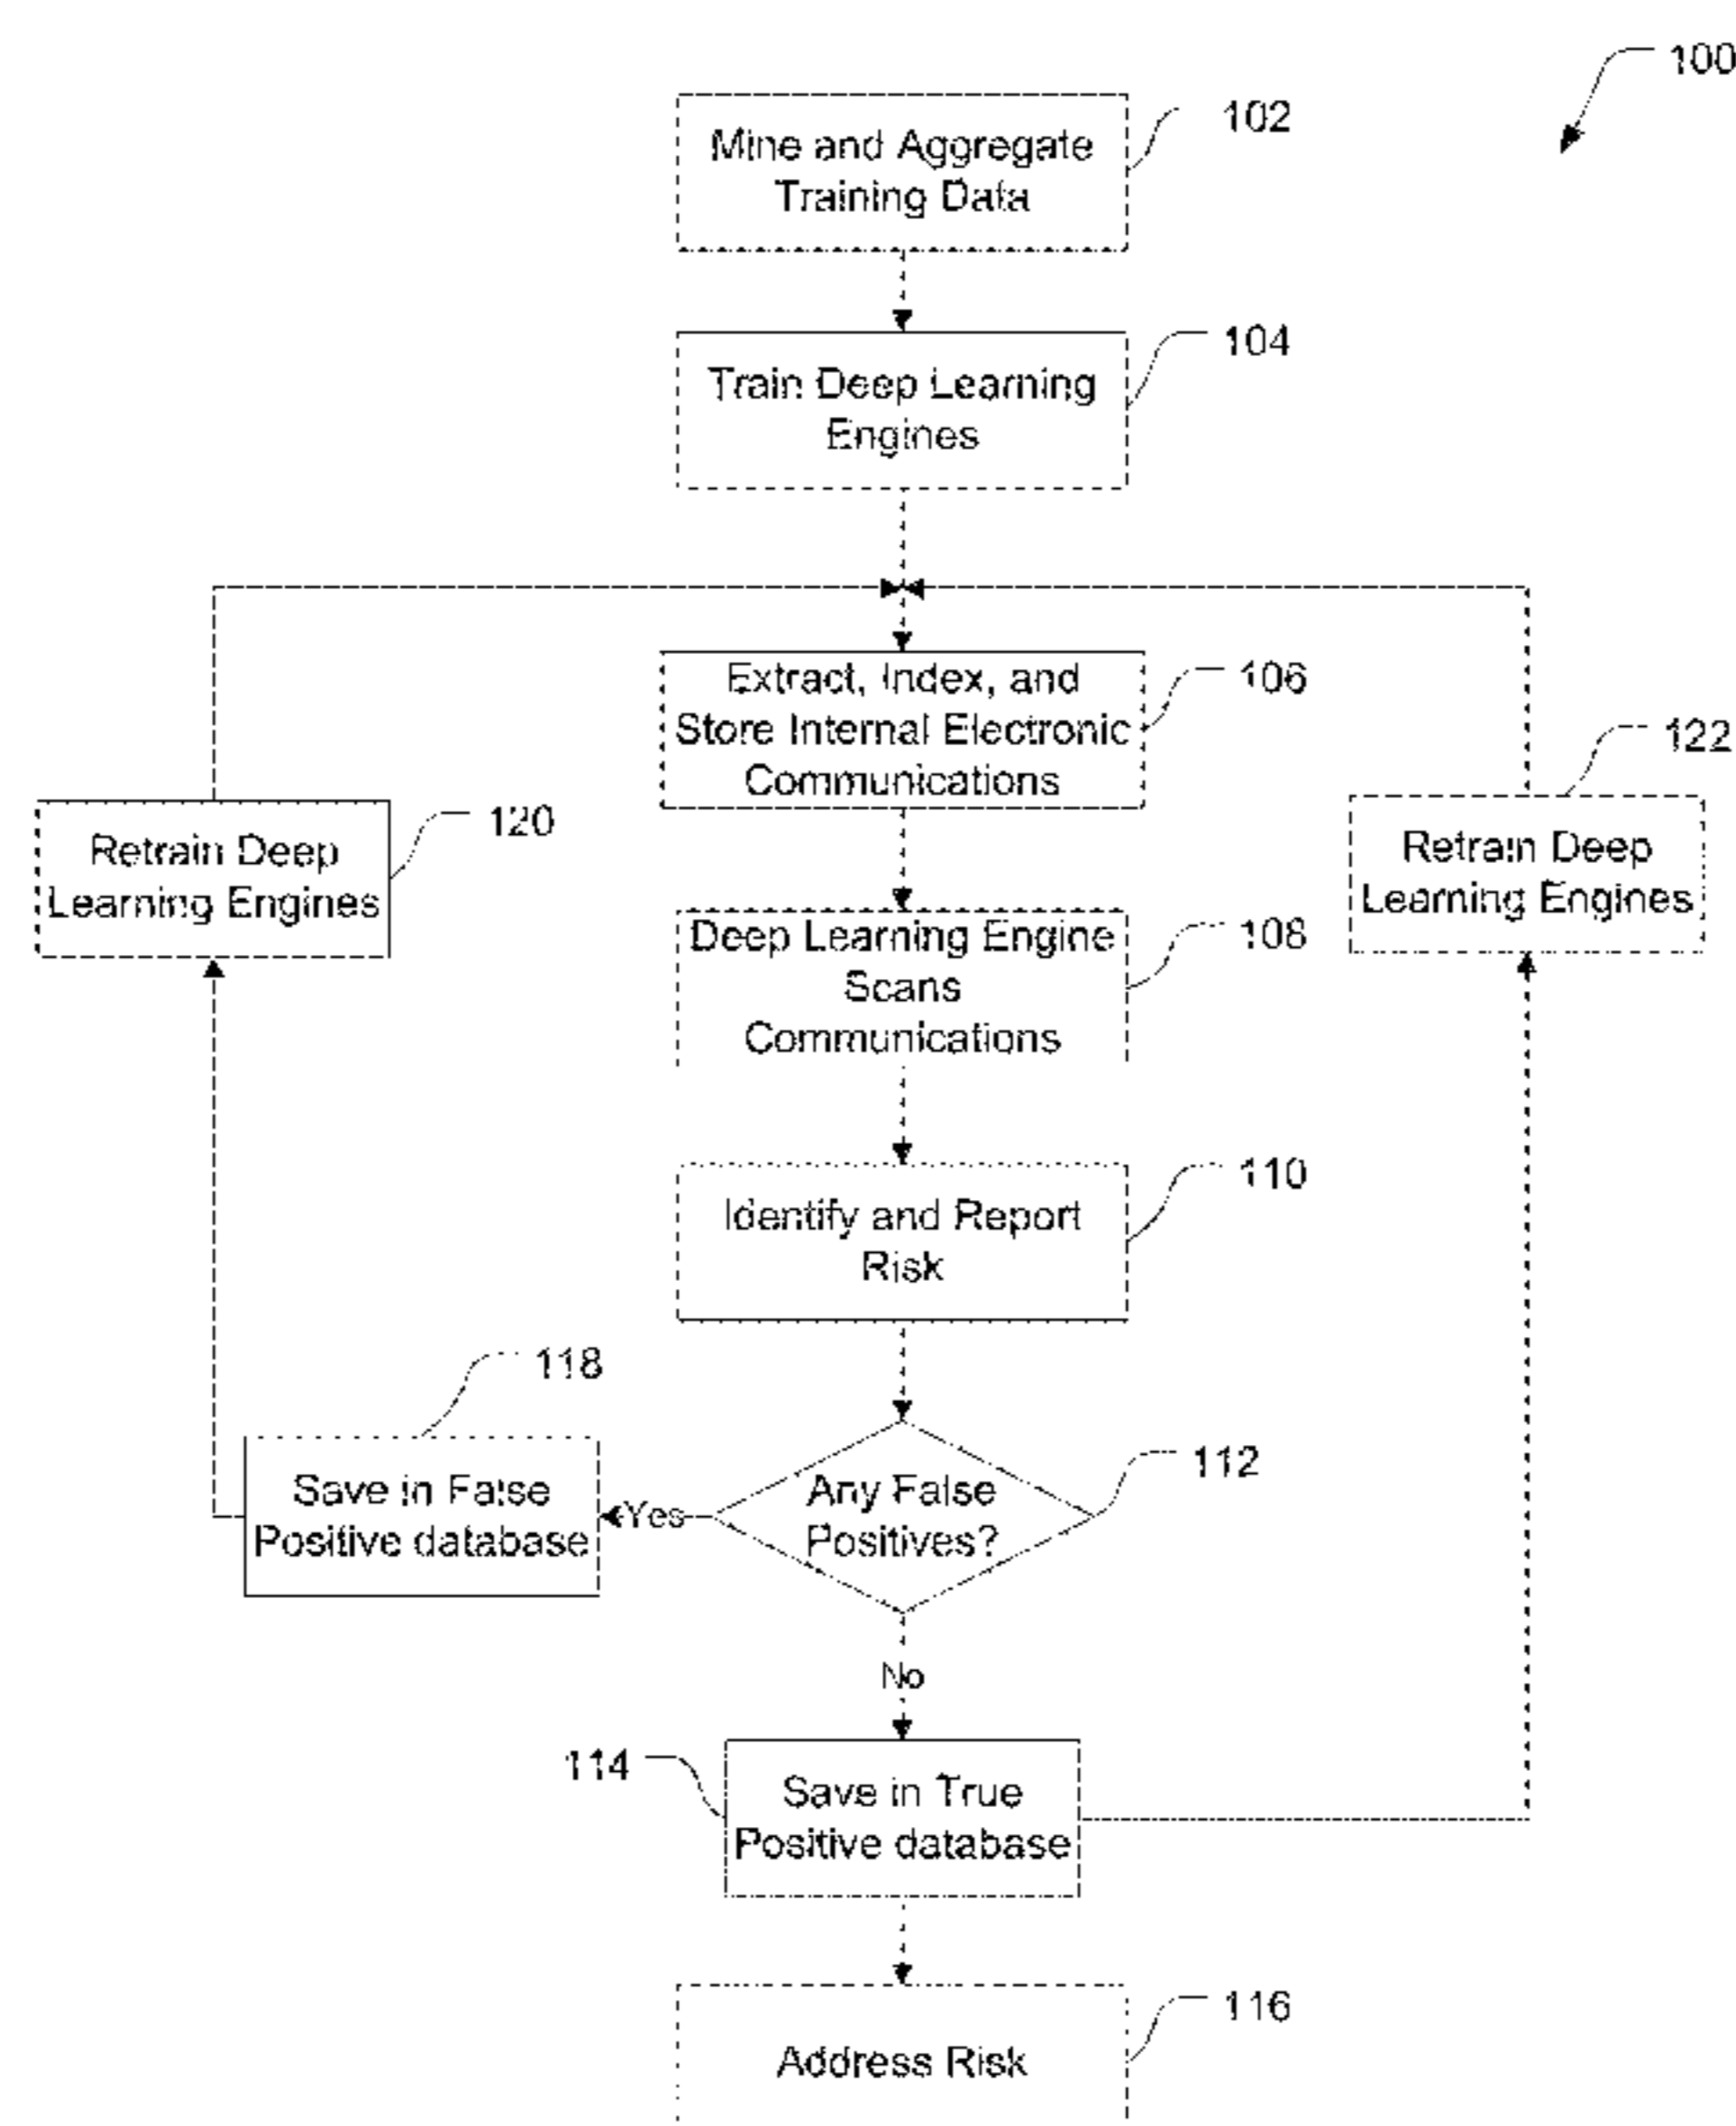 100
102
Mine and Aggregate
Training Data
104
Train Deep Learning
Engines
106
Extract, Index, and
Store Internal Electronic
Communications
122
Retrain Deep
Learning Engines
120
Retrain Deep
Learning Engines
108
Deep Learning Engine
Scans
Communications
110
Identify and Report
Risk
118
Save in False
Positive database
Yes
112
Any False
Positives?
No
114
Save in True
Positive database
116
Address Risk